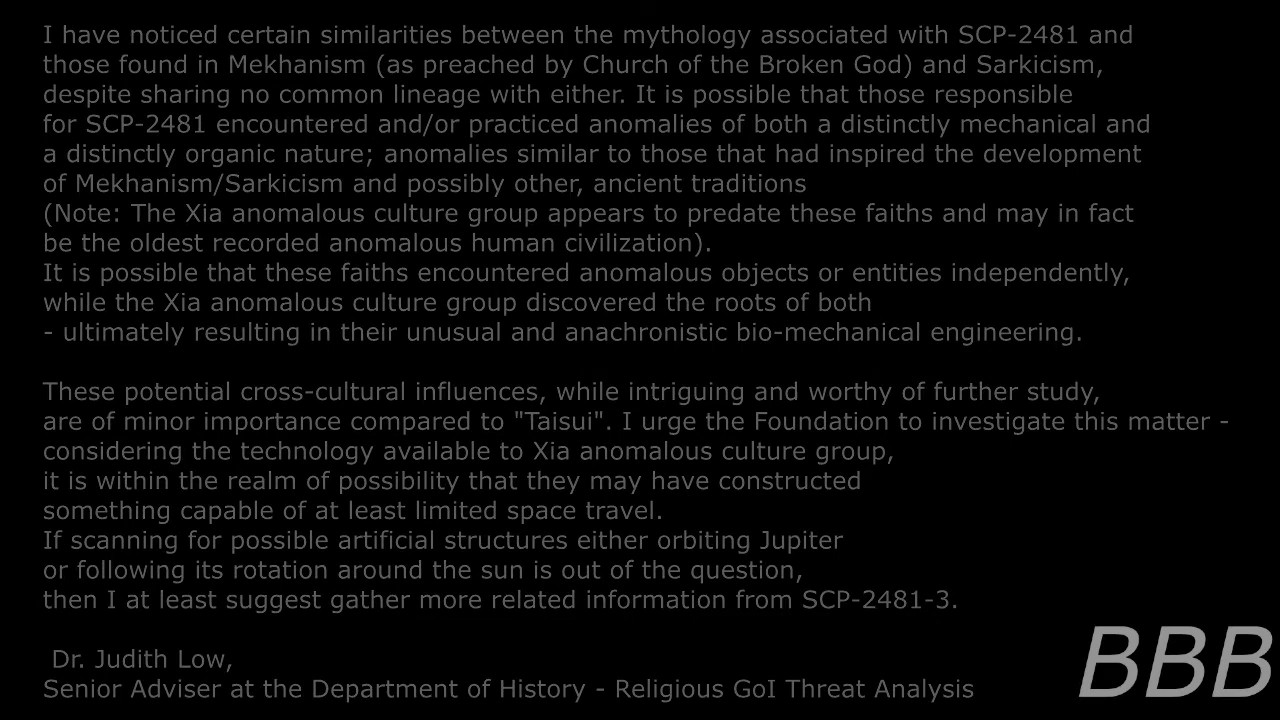 I have noticed certain similarities between the mythology associated with SCP-2481 and
those found in Mekhanism (as preached by Church of the Broken God) and Sarkicism,
despite sharing no common lineage with either. It is possible that those responsible
for SCP-2481 encountered and/or practiced anomalies of both a distinctly mechanical and
a distinctly organic nature; anomalies similar to those that had inspired the development
of Mekhanism/Sarkicism and possibly other, ancient traditions
(Note: The Xia anomalous culture group appears to predate these faiths and may in fact
be the oldest recorded anomalous human civilization).
It is possible that these faiths encountered anomalous objects or entities independently,
while the Xia anomalous culture group discovered the roots of both
- ultimately resulting in their unusual and anachronistic bio-mechanical engineering.
These potential cross-cultural influences, while intriguing and worthy of further study,
are of minor importance compared to "Taisui". I urge the Foundation to investigate this matter -
considering the technology available to Xia anomalous culture group,
it is within the realm of possibility that they may have constructed
something capable of at least limited space travel.
If scanning for possible artificial structures either orbiting Jupiter
or following its rotation around the sun is out of the question,
then I at least suggest gather more related information from SCP-2481-3.
Dr. Judith Low,
Senior Adviser at the Department of History - Religious GoI Threat Analysis
BBB